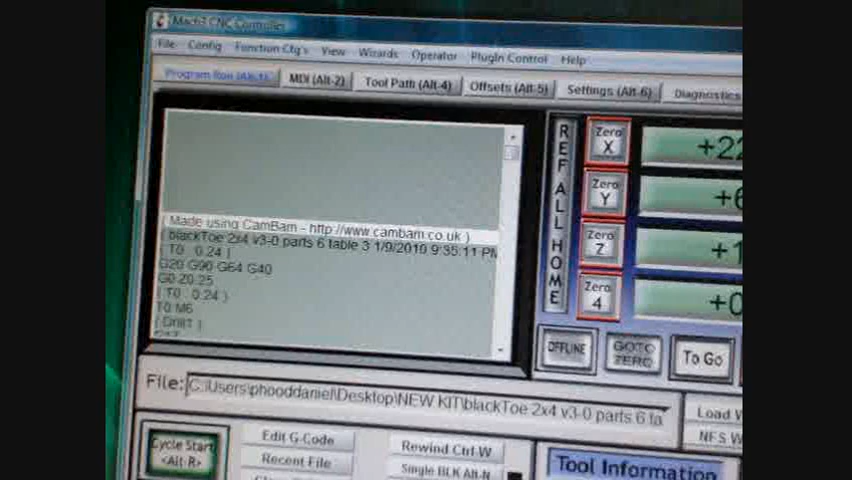 Mach3 CNC Controller
File Config Function Cfg's View Wizards Operator PlugIn Control Help
Program Run (Alt-1) MDI (Alt-2) Tool Path (Alt-4) Offsets (Alt-5) Settings (Alt-6) Diagnostics
( Made using CamBam - http://www.cambam.co.uk )
( blackToe 2x4 v3-0 parts 6 table 3 1/9/2010 9:35:11 PM
( T0 : 0.24 )
G20 G90 G64 G40
G0 Z0.25
( T0 : 0.24 )
T0 M6
( Drill1 )
G17
REF ALL HOME
Zero X
+22
Zero Y
+6
Zero Z
+1
Zero 4
+0
OFFLINE GOTO ZERO To Go
File: C:\Users\phooddaniel\Desktop\NEW KIT\blackToe 2x4 v3-0 parts 6 ta
Load W
NFS W
Cycle Start
<Alt-R>
Edit G-Code
Recent File
Rewind Ctrl-W
Single BLK Alt-N
Tool Information